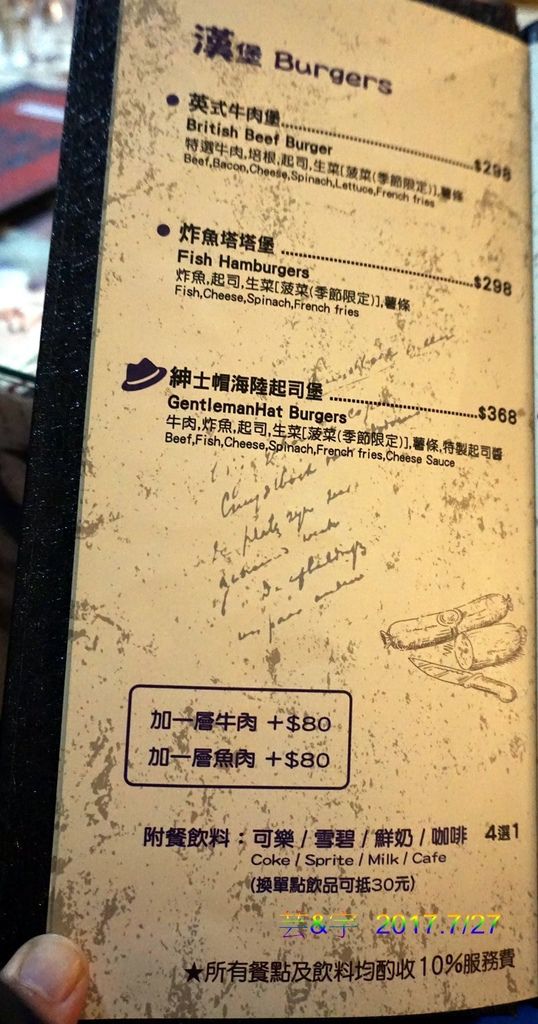 漢堡 Burgers
英式牛肉堡..................$298
British Beef Burger
特選牛肉,培根,起司,生菜[菠菜(季節限定)],薯條
Beef,Bacon,Cheese,Spinach,Lettuce,French fries
炸魚塔塔堡..................$298
Fish Hamburgers
炸魚,起司,生菜[菠菜(季節限定)],薯條
Fish,Cheese,Spinach,French fries
紳士帽海陸起司堡..................$368
GentlemanHat Burgers
牛肉,炸魚,起司,生菜[菠菜(季節限定)],薯條,特製起司醬
Beef,Fish,Cheese,Spinach,French fries,Cheese Sauce
加一層牛肉 +$80
加一層魚肉 +$80
附餐飲料：可樂 / 雪碧 / 鮮奶 / 咖啡 4選1
Coke / Sprite / Milk / Cafe
(換單點飲品可抵30元)
芸&宇 2017.7/27
★所有餐點及飲料均酌收10%服務費